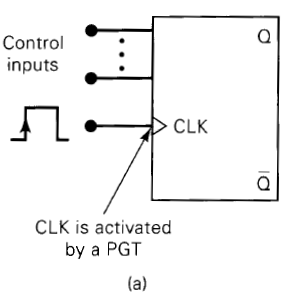 Control
inputs
Q
CLK
Q̅
CLK is activated
by a PGT
(a)